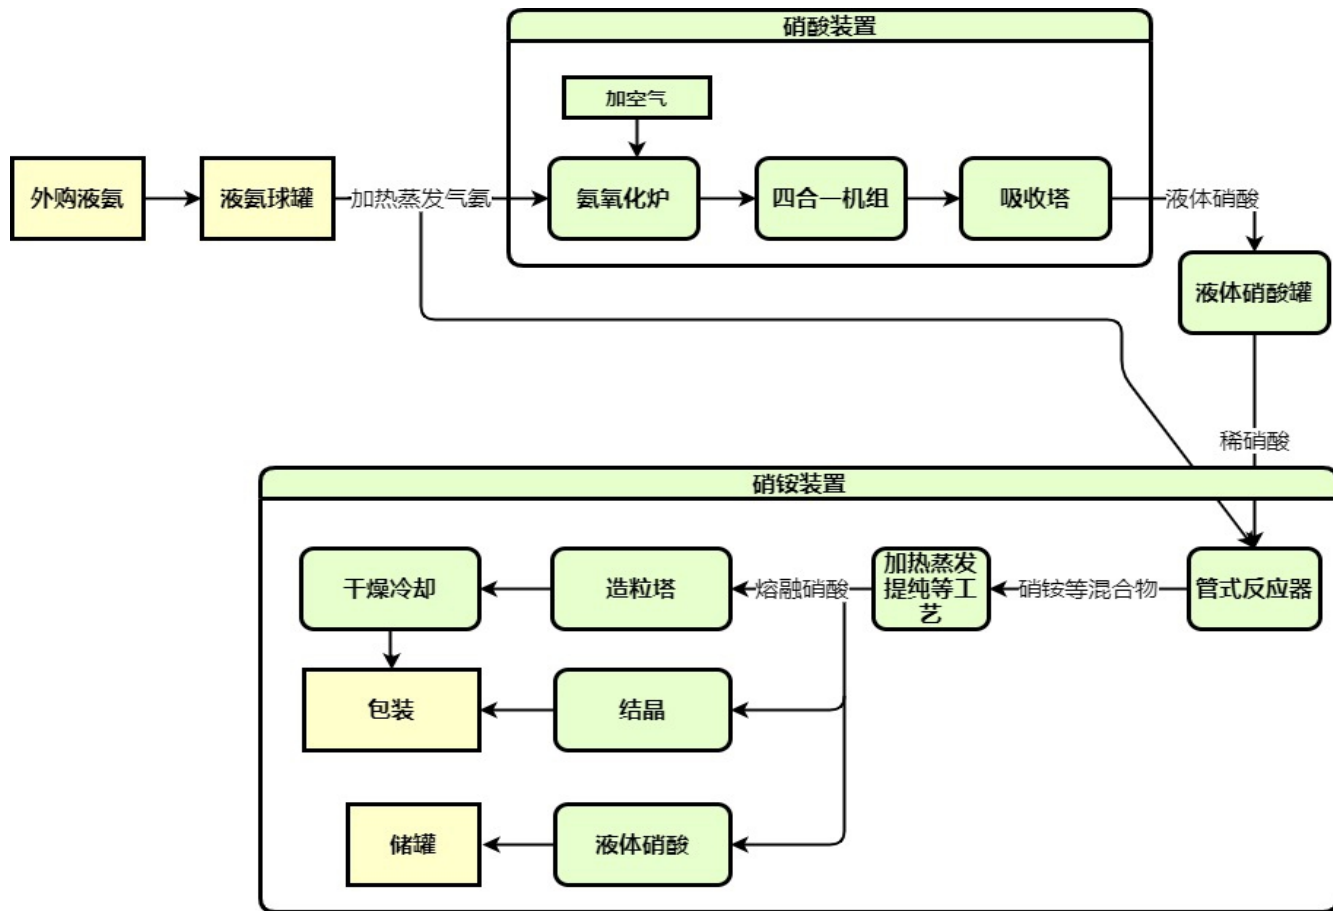 硝酸装置
加空气
外购液氨
液氨球罐
加热蒸发气氨
氨氧化炉
四合一机组
吸收塔
液体硝酸
液体硝酸罐
稀硝酸
硝铵装置
干燥冷却
造粒塔
熔融硝酸
加热蒸发
提纯等工
艺
硝铵等混合物
管式反应器
包装
结晶
储罐
液体硝酸